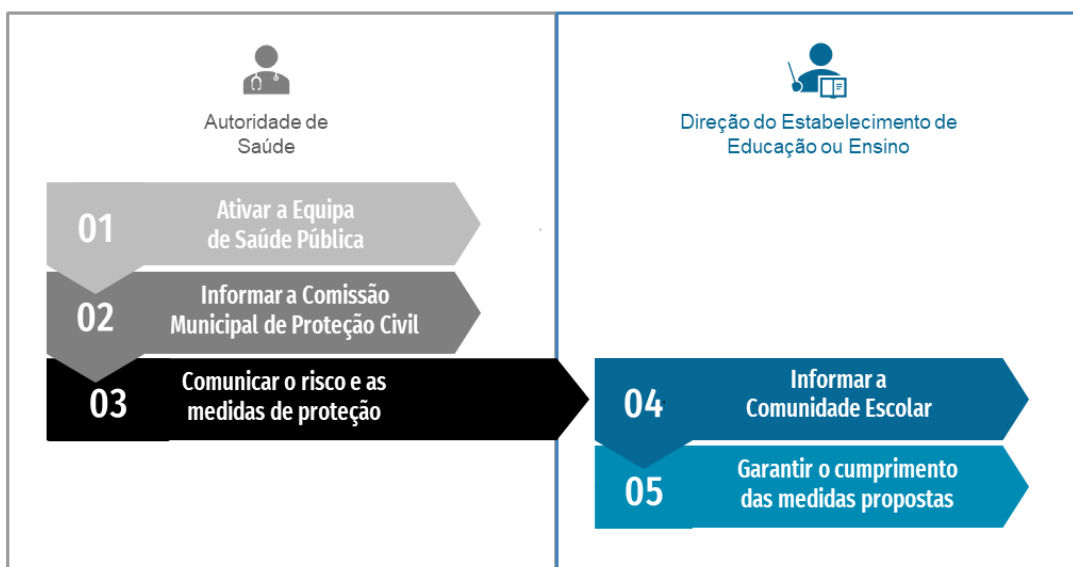 Autoridade de
Saúde
01
Ativar a Equipa
de Saúde Pública
02
Informar a Comissão
Municipal de Proteção Civil
03
Comunicar o risco e as
medidas de proteção
Direção do Estabelecimento de
Educação ou Ensino
04
Informar a
Comunidade Escolar
05
Garantir o cumprimento
das medidas propostas